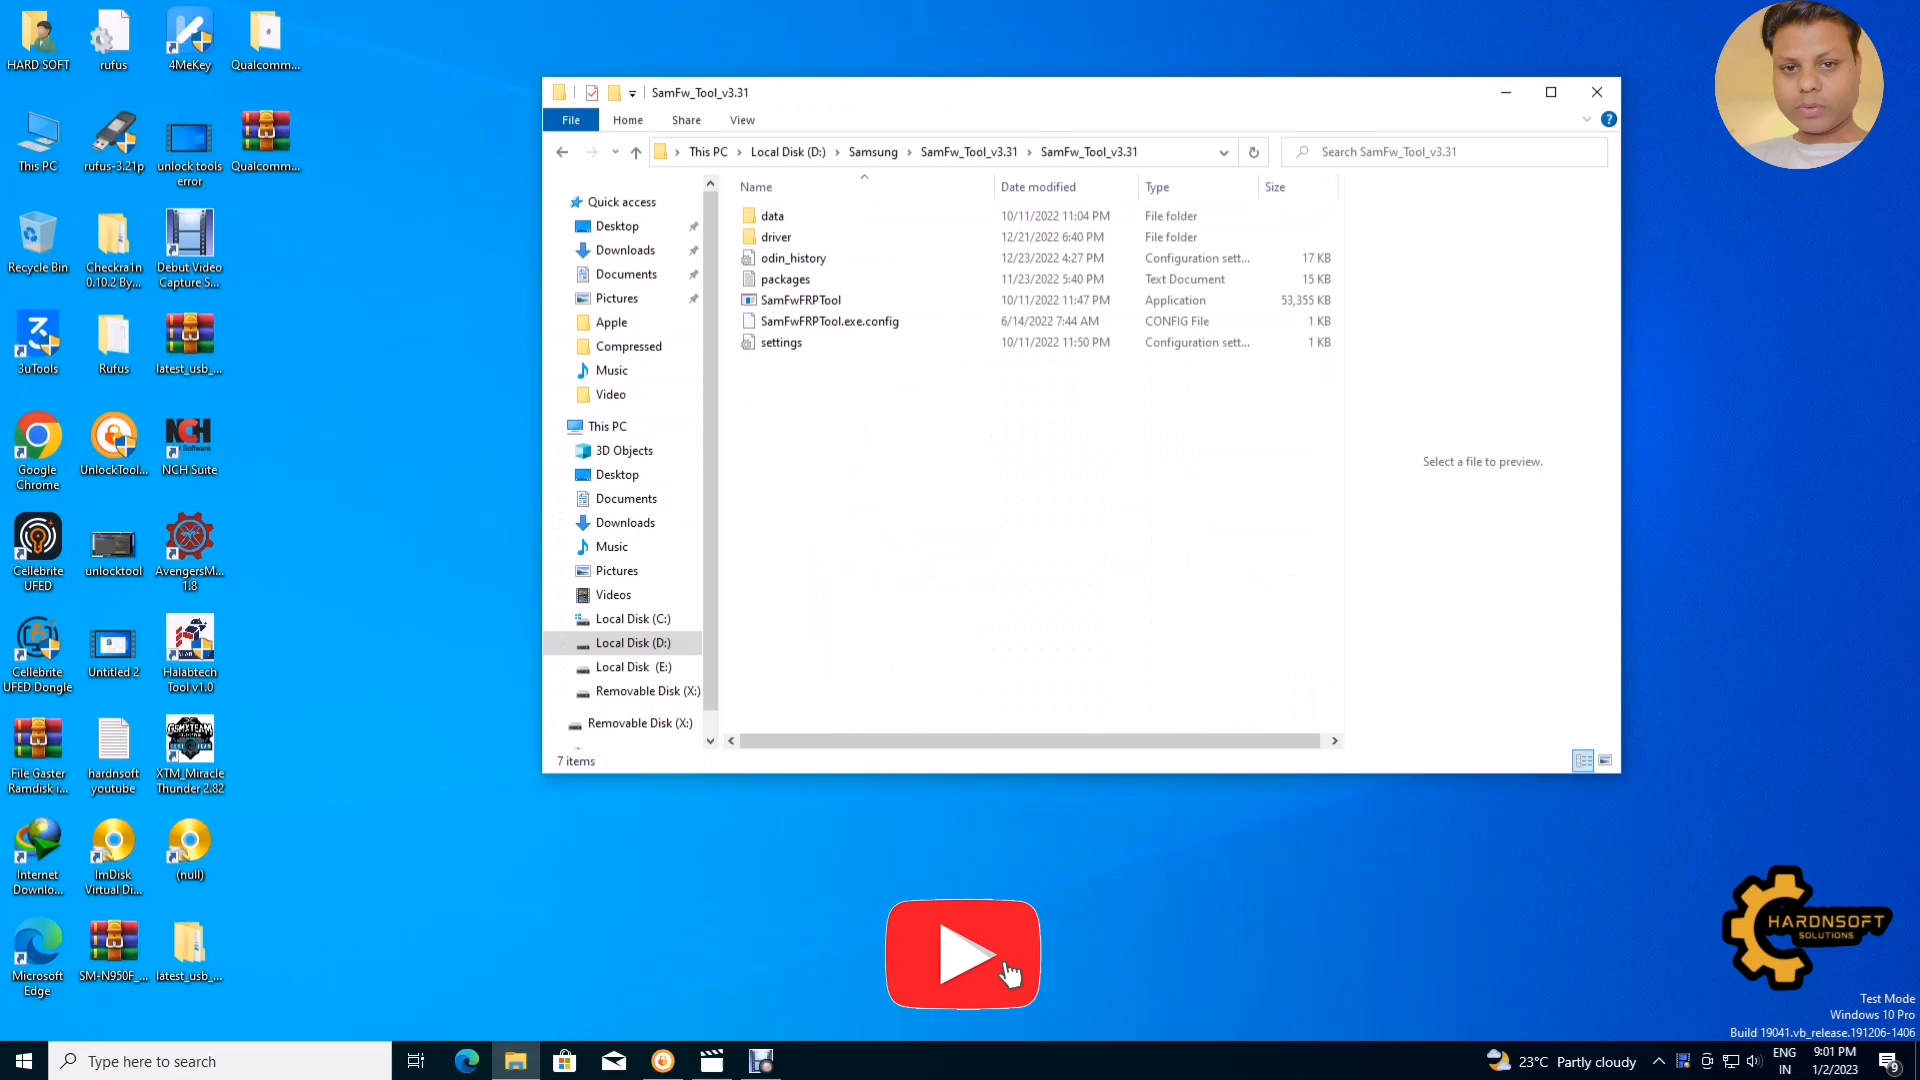 HARD SOFT
rufus
4MeKey
Qualcomm...
This PC
rufus-3.21p
unlock tools
error
Qualcomm...
Recycle Bin
Checkra1n
0.10.2 By...
Debut Video
Capture S...
3uTools
Rufus
latest_usb_...
Google
Chrome
UnlockTool...
NCH
Software
NCH Suite
Cellebrite
UFED
unlocktool
AvengersM...
1.8
Cellebrite
UFED Dongle
Untitled 2
Halabtech
Tool v1.0
File Gaster
Ramdisk ı...
hardnsoft
youtube
XTM_Miracle
Thunder 2.82
Internet
Downlo...
ImDisk
Virtual Di...
(null)
Microsoft
Edge
SM-N950F_...
latest_usb_...
SamFw_Tool_v3.31
File
Home
Share
View
This PC
Local Disk (D:)
Samsung
SamFw_Tool_v3.31
SamFw_Tool_v3.31
Search SamFw_Tool_v3.31
Quick access
Desktop
Downloads
Documents
Pictures
Apple
Compressed
Music
Video
This PC
3D Objects
Desktop
Documents
Downloads
Music
Pictures
Videos
Local Disk (C:)
Local Disk (D:)
Local Disk (E:)
Removable Disk (X:)
Removable Disk (X:)
Name Date modified Type Size
data 10/11/2022 11:04 PM File folder
driver 12/21/2022 6:40 PM File folder
odin_history 12/23/2022 4:27 PM Configuration sett... 17 KB
packages 11/23/2022 5:40 PM Text Document 15 KB
SamFwFRPTool 10/11/2022 11:47 PM Application 53,355 KB
SamFwFRPTool.exe.config 6/14/2022 7:44 AM CONFIG File 1 KB
settings 10/11/2022 11:50 PM Configuration sett... 1 KB
Select a file to preview.
7 items
HARDNSOFT
SOLUTIONS
Test Mode
Windows 10 Pro
Build 19041.vb_release.191206-1406
Type here to search
23°C Partly cloudy
ENG
IN
9:01 PM
1/2/2023
9